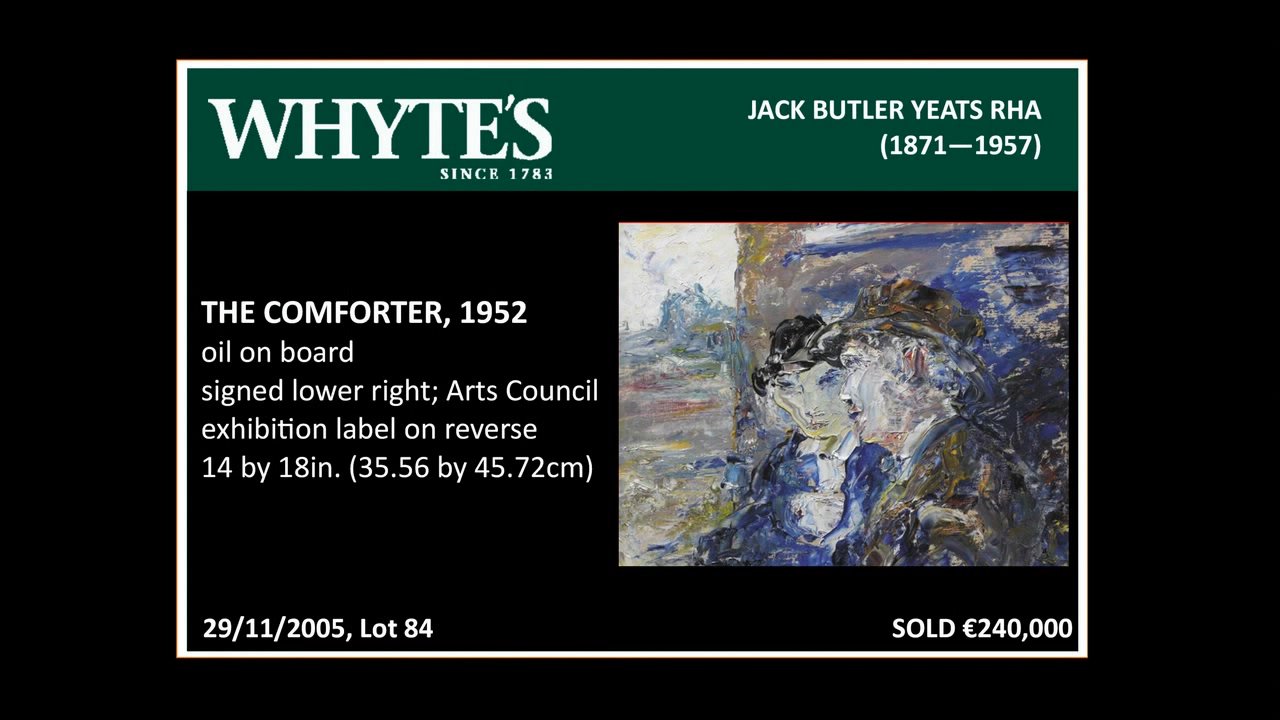 WHYTE'S
SINCE 1783
JACK BUTLER YEATS RHA
(1871—1957)
THE COMFORTER, 1952
oil on board
signed lower right; Arts Council
exhibition label on reverse
14 by 18in. (35.56 by 45.72cm)
29/11/2005, Lot 84
SOLD €240,000